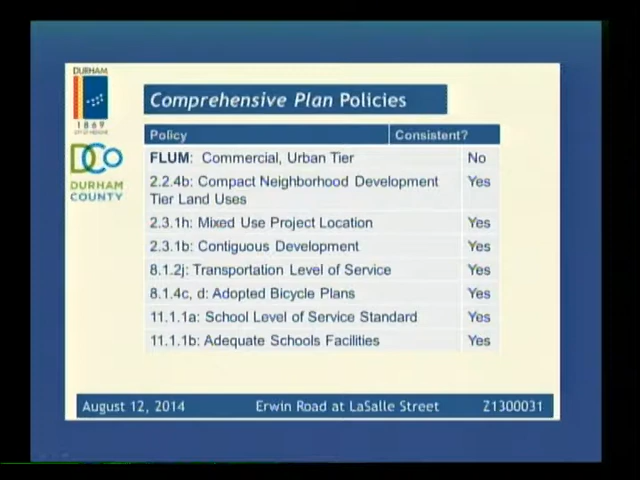 DURHAM
1869
CITY OF MEDICINE
DCO
DURHAM
COUNTY
Comprehensive Plan Policies
Policy Consistent?
FLUM: Commercial, Urban Tier No
2.2.4b: Compact Neighborhood Development Yes
Tier Land Uses
2.3.1h: Mixed Use Project Location Yes
2.3.1b: Contiguous Development Yes
8.1.2j: Transportation Level of Service Yes
8.1.4c, d: Adopted Bicycle Plans Yes
11.1.1a: School Level of Service Standard Yes
11.1.1b: Adequate Schools Facilities Yes
August 12, 2014 Erwin Road at LaSalle Street Z1300031